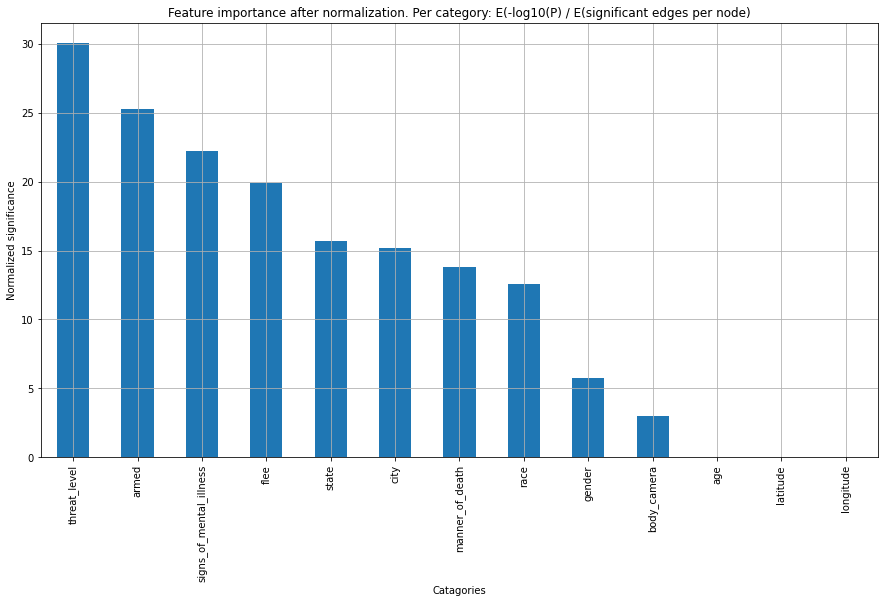 Feature importance after normalization. Per category: E(-log10(P) / E(significant edges per node)
30
25
20
15
10
5
0
Normalized significance
threat_level
armed
signs_of_mental_illness
flee
state
city
manner_of_death
race
gender
body_camera
age
latitude
longitude
Catagories